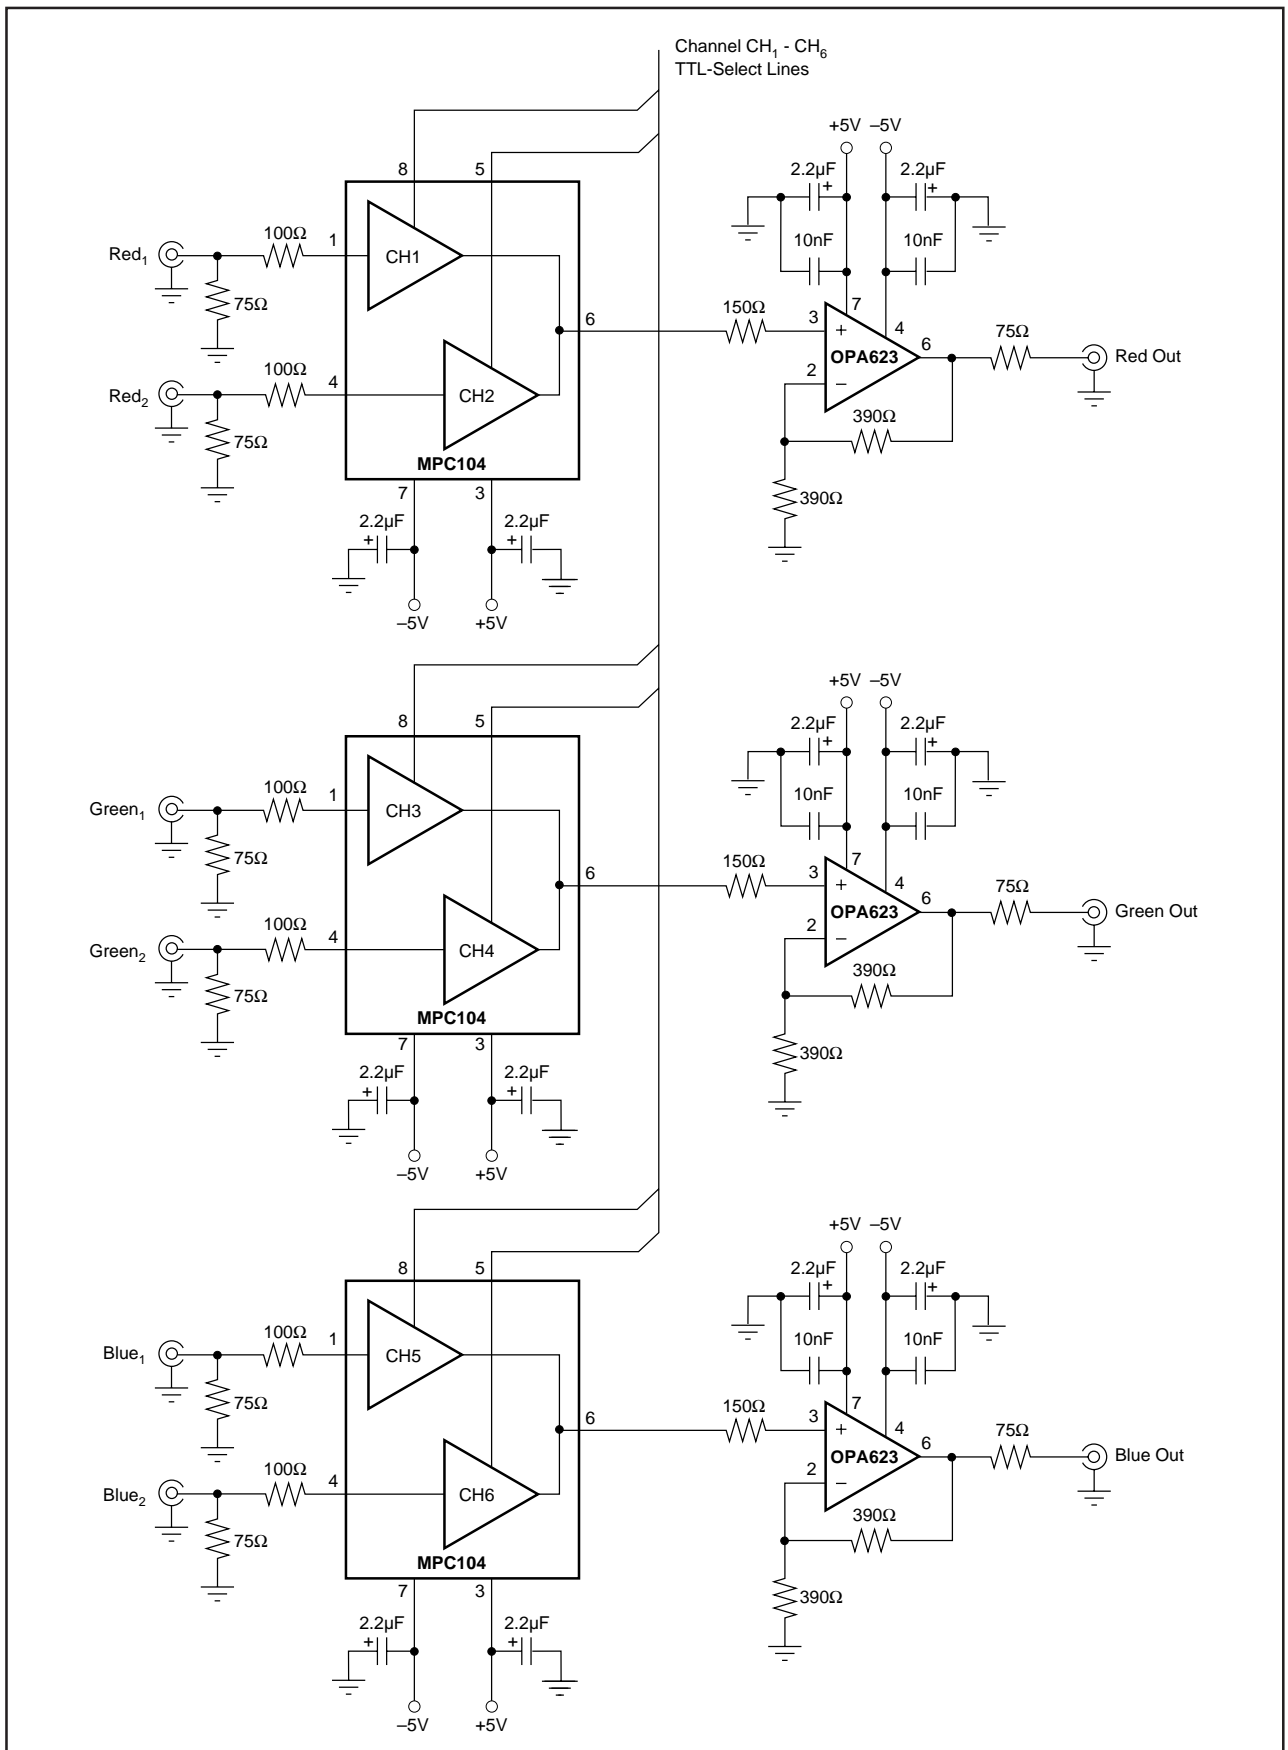 Channel CH₁ - CH₆
TTL-Select Lines
+5V –5V
8 5
2.2µF + 2.2µF +
10nF 10nF
Red₁ 100Ω 1 CH1
75Ω
6 150Ω 3 + 7 4
OPA623 6 75Ω Red Out
2 –
Red₂ 100Ω 4 CH2
75Ω
390Ω
MPC104
390Ω
7 3
2.2µF + 2.2µF +
–5V +5V
+5V –5V
8 5
2.2µF + 2.2µF +
10nF 10nF
Green₁ 100Ω 1 CH3
75Ω
6 150Ω 3 + 7 4
OPA623 6 75Ω Green Out
2 –
Green₂ 100Ω 4 CH4
75Ω
390Ω
MPC104
390Ω
7 3
2.2µF + 2.2µF +
–5V +5V
+5V –5V
8 5
2.2µF + 2.2µF +
10nF 10nF
Blue₁ 100Ω 1 CH5
75Ω
6 150Ω 3 + 7 4
OPA623 6 75Ω Blue Out
2 –
Blue₂ 100Ω 4 CH6
75Ω
390Ω
MPC104
390Ω
7 3
2.2µF + 2.2µF +
–5V +5V